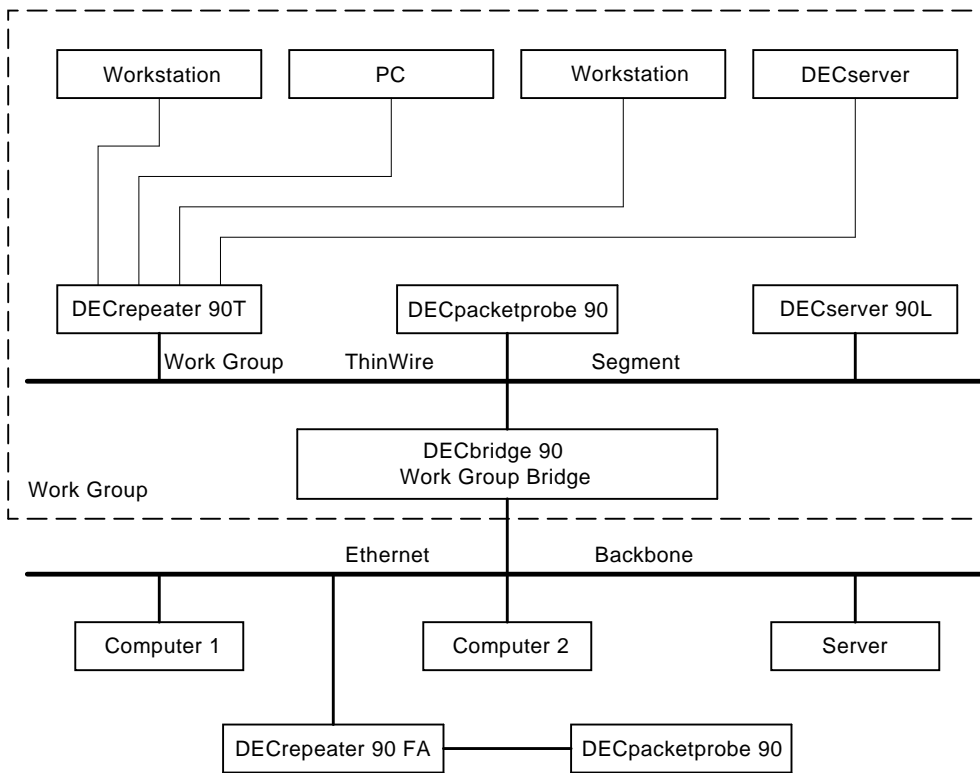 Workstation
PC
Workstation
DECserver
DECrepeater 90T
DECpacketprobe 90
DECserver 90L
Work Group ThinWire Segment
DECbridge 90
Work Group Bridge
Work Group
Ethernet Backbone
Computer 1
Computer 2
Server
DECrepeater 90 FA
DECpacketprobe 90